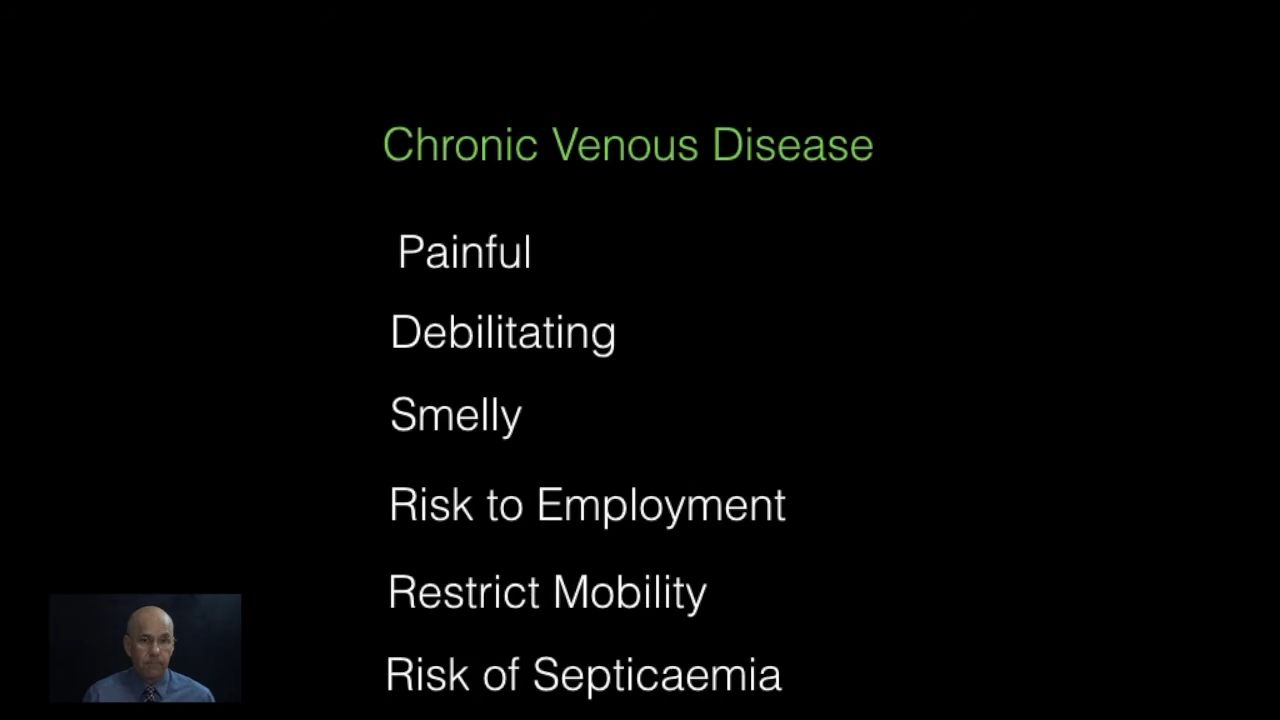 Chronic Venous Disease
Painful
Debilitating
Smelly
Risk to Employment
Restrict Mobility
Risk of Septicaemia